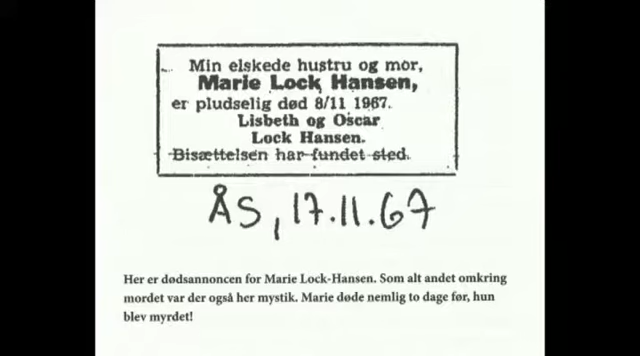 Min elskede hustru og mor,
Marie Lock Hansen,
er pludselig død 8/11 1967.
Lisbeth og Oscar
Lock Hansen.
Bisættelsen har fundet sted.
ÅS, 17.11.67
Her er dødsannoncen for Marie Lock-Hansen. Som alt andet omkring
mordet var der også her mystik. Marie døde nemlig to dage før, hun
blev myrdet!